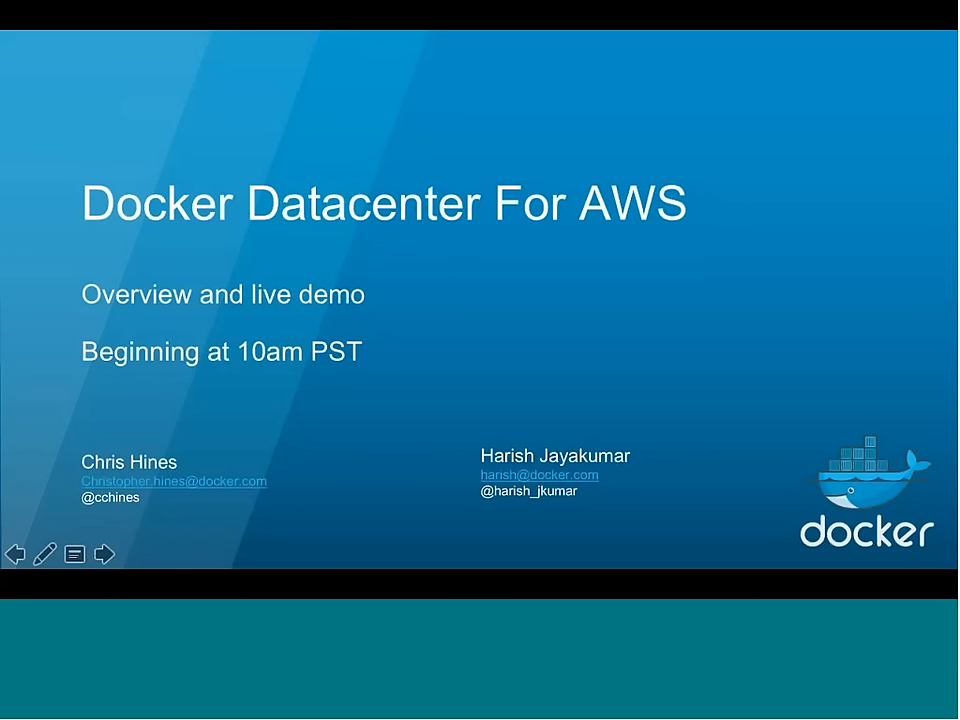 Docker Datacenter For AWS
Overview and live demo
Beginning at 10am PST
Chris Hines
Christopher.hines@docker.com
@cchines
Harish Jayakumar
harish@docker.com
@harish_jkumar
docker